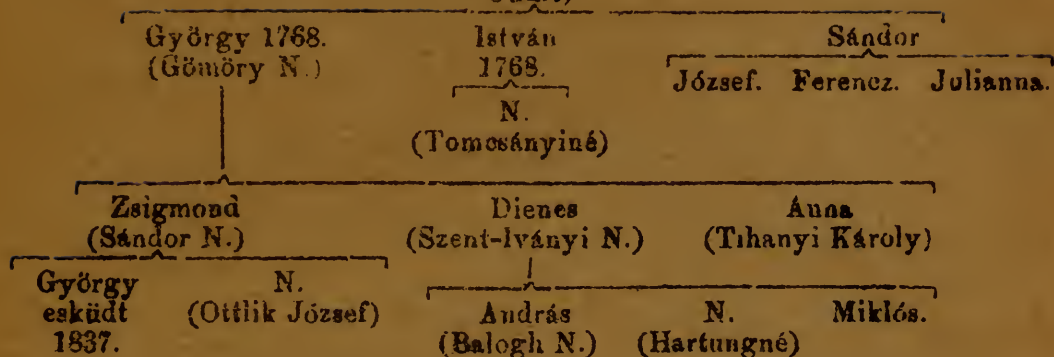 György 1768. István Sándor
(Gömöry N.) 1768. József. Ferencz. Julianna.
N.
(Tomcsányiné)
Zsigmond Dienes Anna
(Sándor N.) (Szent-Iványi N.) (Tihanyi Károly)
György N.
esküdt (Ottlik József) András N. Miklós.
1837. (Balogh N.) (Hartungné)